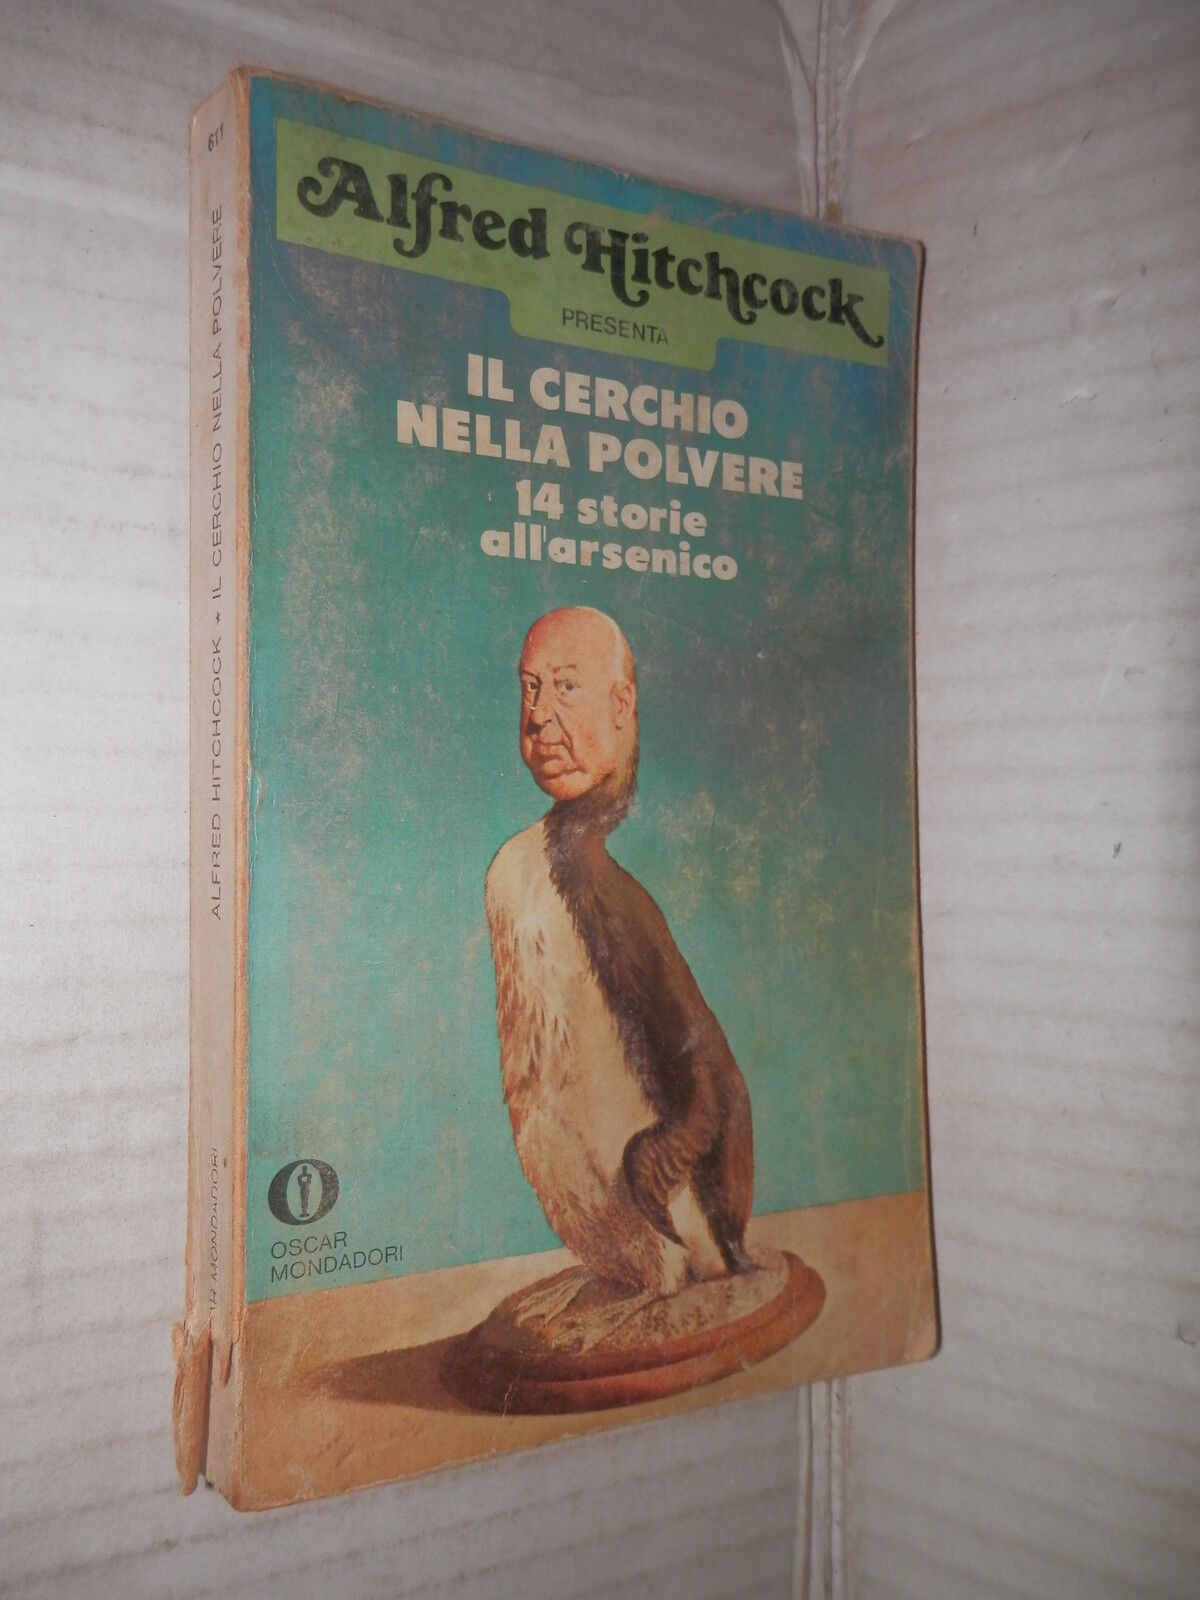 Alfred Hitchcock
PRESENTA
IL CERCHIO
NELLA POLVERE
14 storie
all'arsenico
OSCAR
MONDADORI
611
ALFRED HITCHCOCK ★ IL CERCHIO NELLA POLVERE
MONDADORI